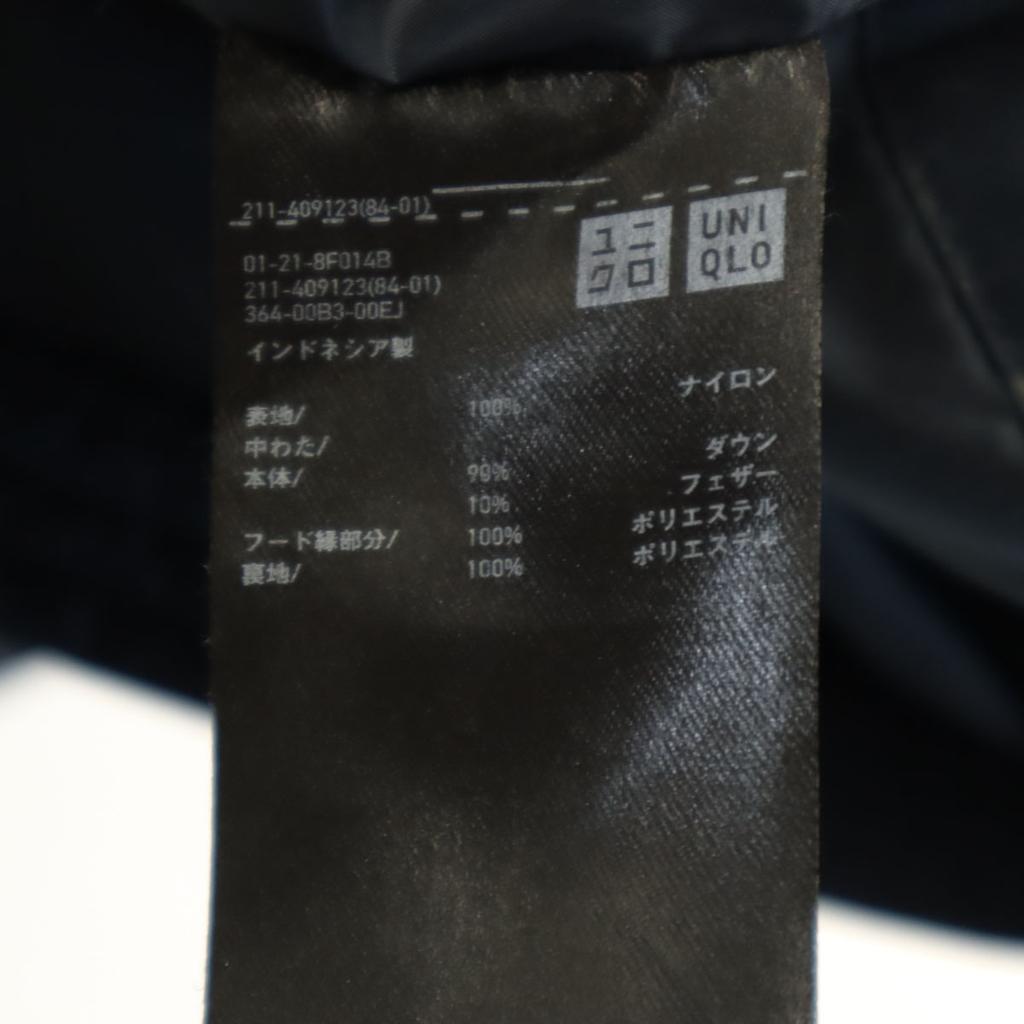 211-409123(84-01)
ユニクロ
UNIQLO
01-21-8F014B
211-409123(84-01)
364-00B3-00EJ
インドネシア製
表地/ 100% ナイロン
中わた/
本体/ 90% ダウン
10% フェザー
フード縁部分/ 100% ポリエステル
裏地/ 100% ポリエステル